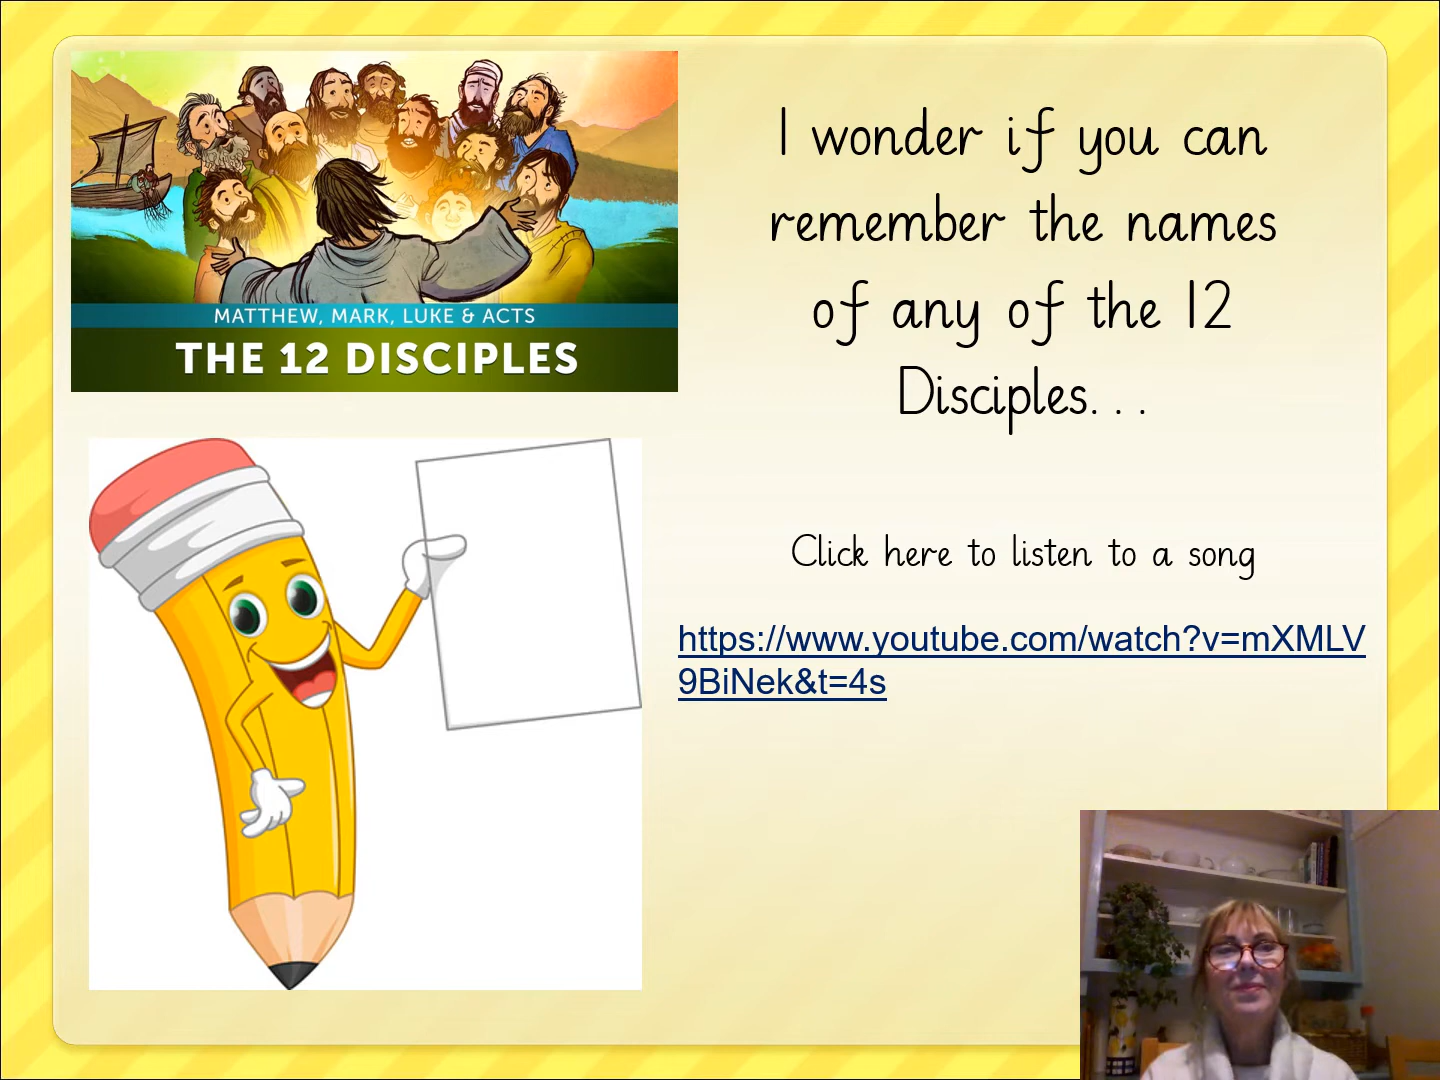 MATTHEW, MARK, LUKE & ACTS
THE 12 DISCIPLES
I wonder if you can
remember the names
of any of the 12
Disciples...
Click here to listen to a song
https://www.youtube.com/watch?v=mXMLV
9BiNek&t=4s